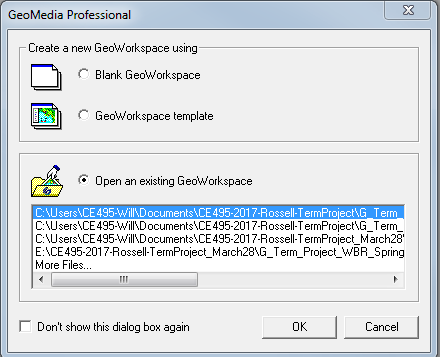 GeoMedia Professional
Create a new GeoWorkspace using
Blank GeoWorkspace
GeoWorkspace template
Open an existing GeoWorkspace
C:\Users\CE495-Will\Documents\CE495-2017-Rossell-TermProject\G_Term_
C:\Users\CE495-Will\Documents\CE495-2017-Rossell-TermProject\G_Term_
C:\Users\CE495-Will\Documents\CE495-2017-Rossell-TermProject_March28\
E:\CE495-2017-Rossell-TermProject_March28\G_Term_Project_WBR_Spring
More Files...
Don't show this dialog box again
OK
Cancel